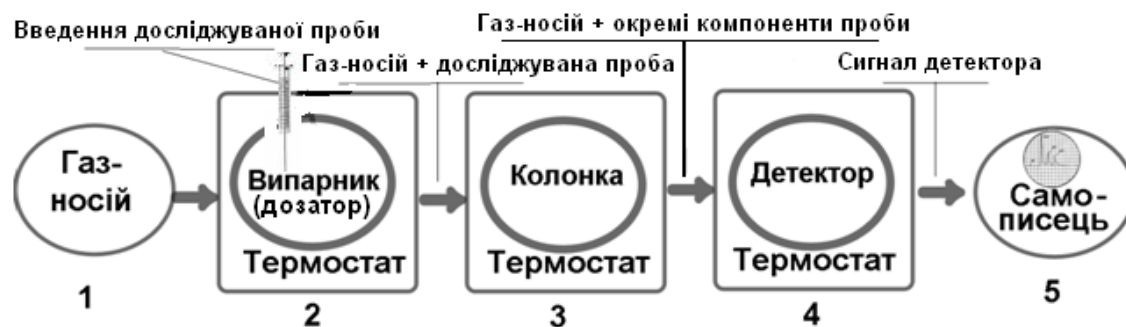 Введення досліджуваної проби
Газ-носій + окремі компоненти проби
Газ-носій + досліджувана проба
Сигнал детектора
Газ-
носій
Випарник
(дозатор)
Термостат
Колонка
Термостат
Детектор
Термостат
Само-
писець
1
2
3
4
5